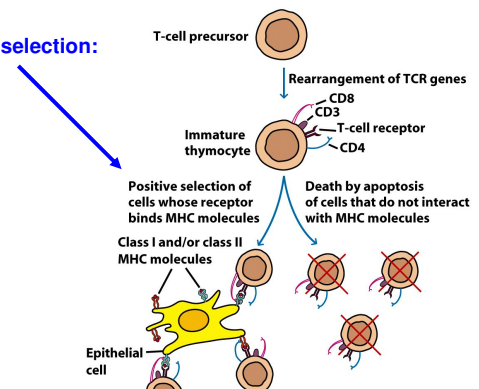 T-cell precursor
selection:
Rearrangement of TCR genes
CD8
CD3
T-cell receptor
CD4
Immature
thymocyte
Positive selection of
cells whose receptor
binds MHC molecules
Death by apoptosis
of cells that do not interact
with MHC molecules
Class I and/or class II
MHC molecules
Epithelial
cell